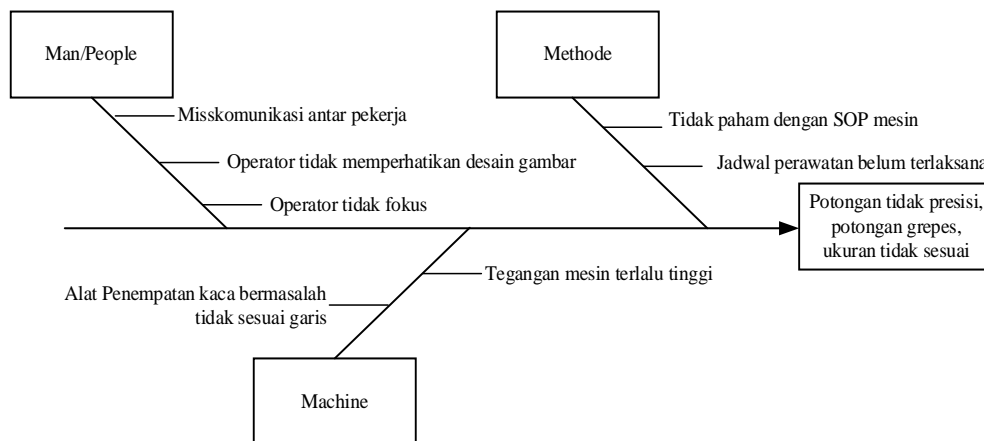 Man/People
Methode
Misskomunikasi antar pekerja
Operator tidak memperhatikan desain gambar
Operator tidak fokus
Tidak paham dengan SOP mesin
Jadwal perawatan belum terlaksana
Potongan tidak presisi,
potongan grepes,
ukuran tidak sesuai
Tegangan mesin terlalu tinggi
Alat Penempatan kaca bermasalah
tidak sesuai garis
Machine